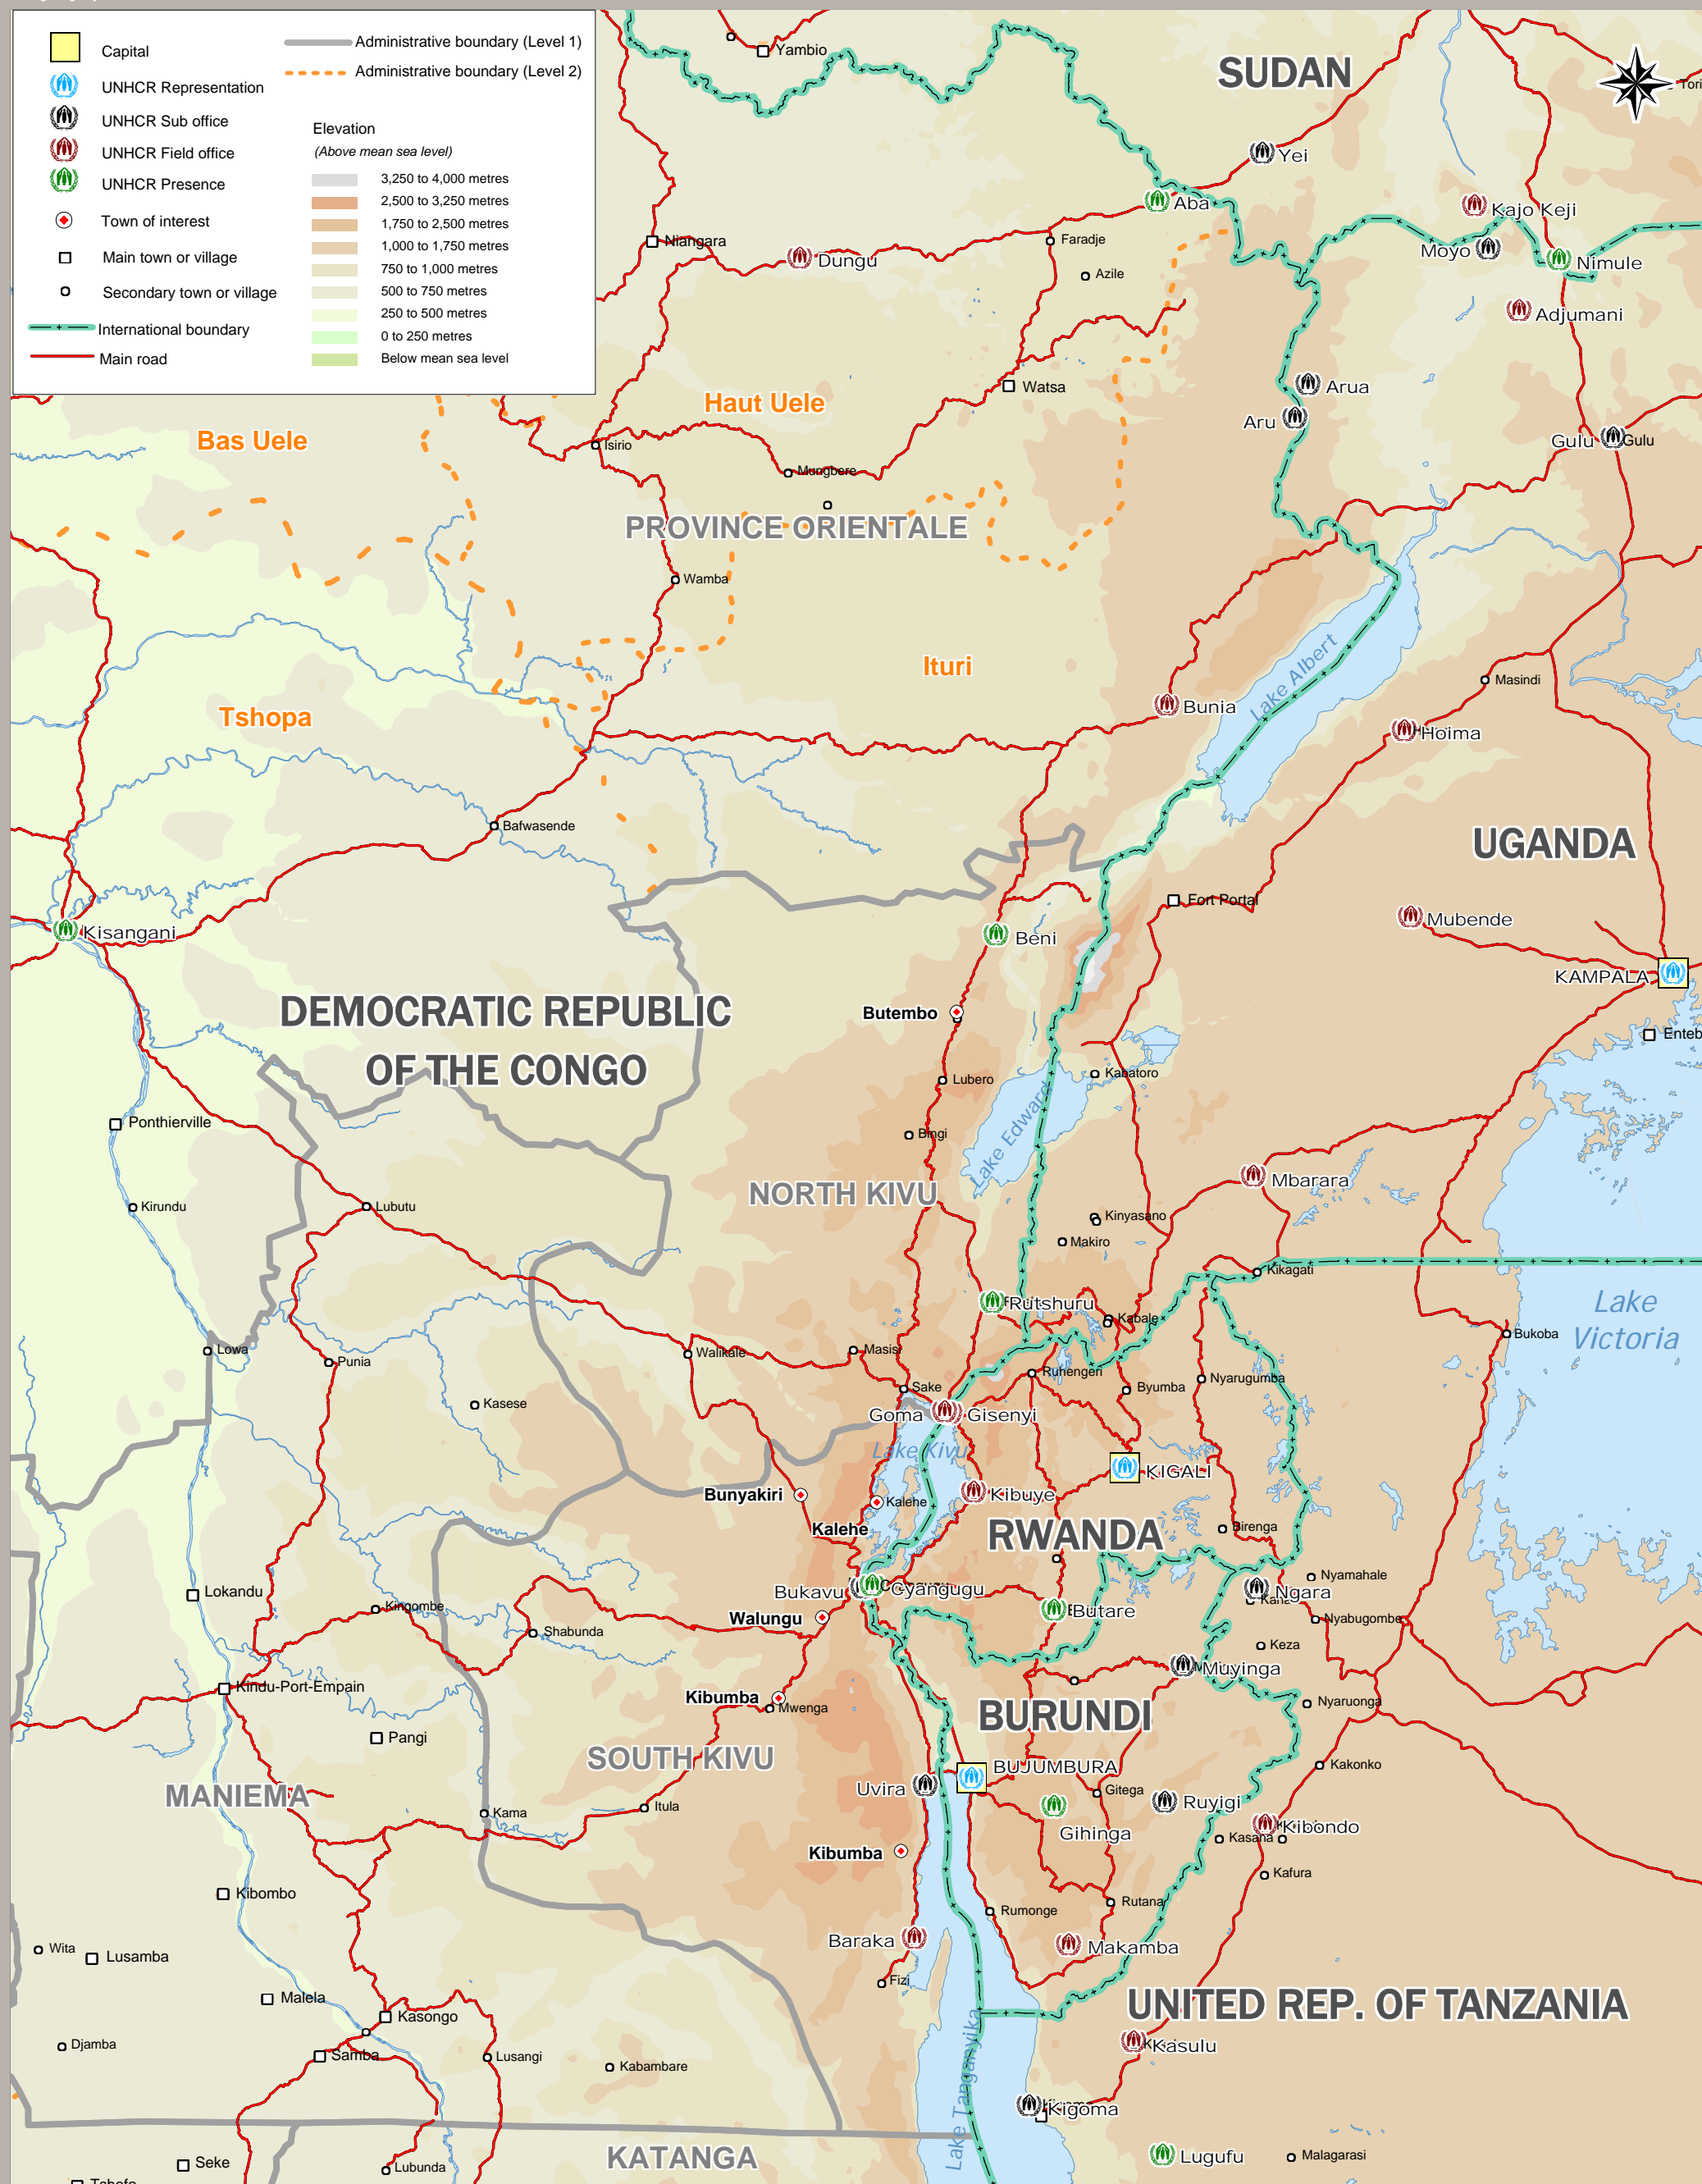 Capital
UNHCR Representation
UNHCR Sub office
UNHCR Field office
UNHCR Presence
Town of interest
Main town or village
Secondary town or village
International boundary
Main road
Administrative boundary (Level 1)
Administrative boundary (Level 2)
Elevation
(Above mean sea level)
3,250 to 4,000 metres
2,500 to 3,250 metres
1,750 to 2,500 metres
1,000 to 1,750 metres
750 to 1,000 metres
500 to 750 metres
250 to 500 metres
0 to 250 metres
Below mean sea level
Yambio
SUDAN
Yei
Aba
Kajo Keji
Moyo
Nimule
Niangara
Dungu
Faradje
Azile
Adjumani
Watsa
Arua
Aru
Gulu
Gulu
Haut Uele
Bas Uele
Isirio
Mungbere
PROVINCE ORIENTALE
Wamba
Ituri
Lake Albert
Masindi
Bunia
Hoima
Tshopa
Bafwasende
UGANDA
Fort Portal
Mubende
Kisangani
Beni
KAMPALA
DEMOCRATIC REPUBLIC
OF THE CONGO
Butembo
Lubero
Kabatoro
Bingi
Lake Edward
Ponthierville
NORTH KIVU
Mbarara
Kirundu
Lubutu
Kinyasano
Makiro
Kikagati
Rutshuru
Kabale
Lake
Victoria
Bukoba
Lowa
Punia
Walikale
Masisi
Ruhengeri
Nyarugumba
Byumba
Sake
Kasese
Goma
Gisenyi
Lake Kivu
KIGALI
Bunyakiri
Kalehe
Kibuye
Kalehe
RWANDA
Birenga
Nyamahale
Bukavu
Cyangugu
Ngara
Lokandu
Kingombe
Butare
Walungu
Nyabugombe
Shabunda
Keza
Muyinga
Kindu-Port-Empain
Kibumba
Mwenga
Nyaruonga
BURUNDI
Pangi
SOUTH KIVU
Kakonko
BUJUMBURA
MANIEMA
Uvira
Gitega
Ruyigi
Kama
Itula
Gihinga
Kasana
Kibondo
Kibumba
Kafura
Kibombo
Rutana
Rumonge
Baraka
Makamba
Wita
Lusamba
Fizi
Malela
UNITED REP. OF TANZANIA
Kasongo
Djamba
Samba
Lusangi
Kabambare
Kasulu
Lake Tanganyika
Kigoma
KATANGA
Lugufu
Malagarasi
Seke
Lubunda